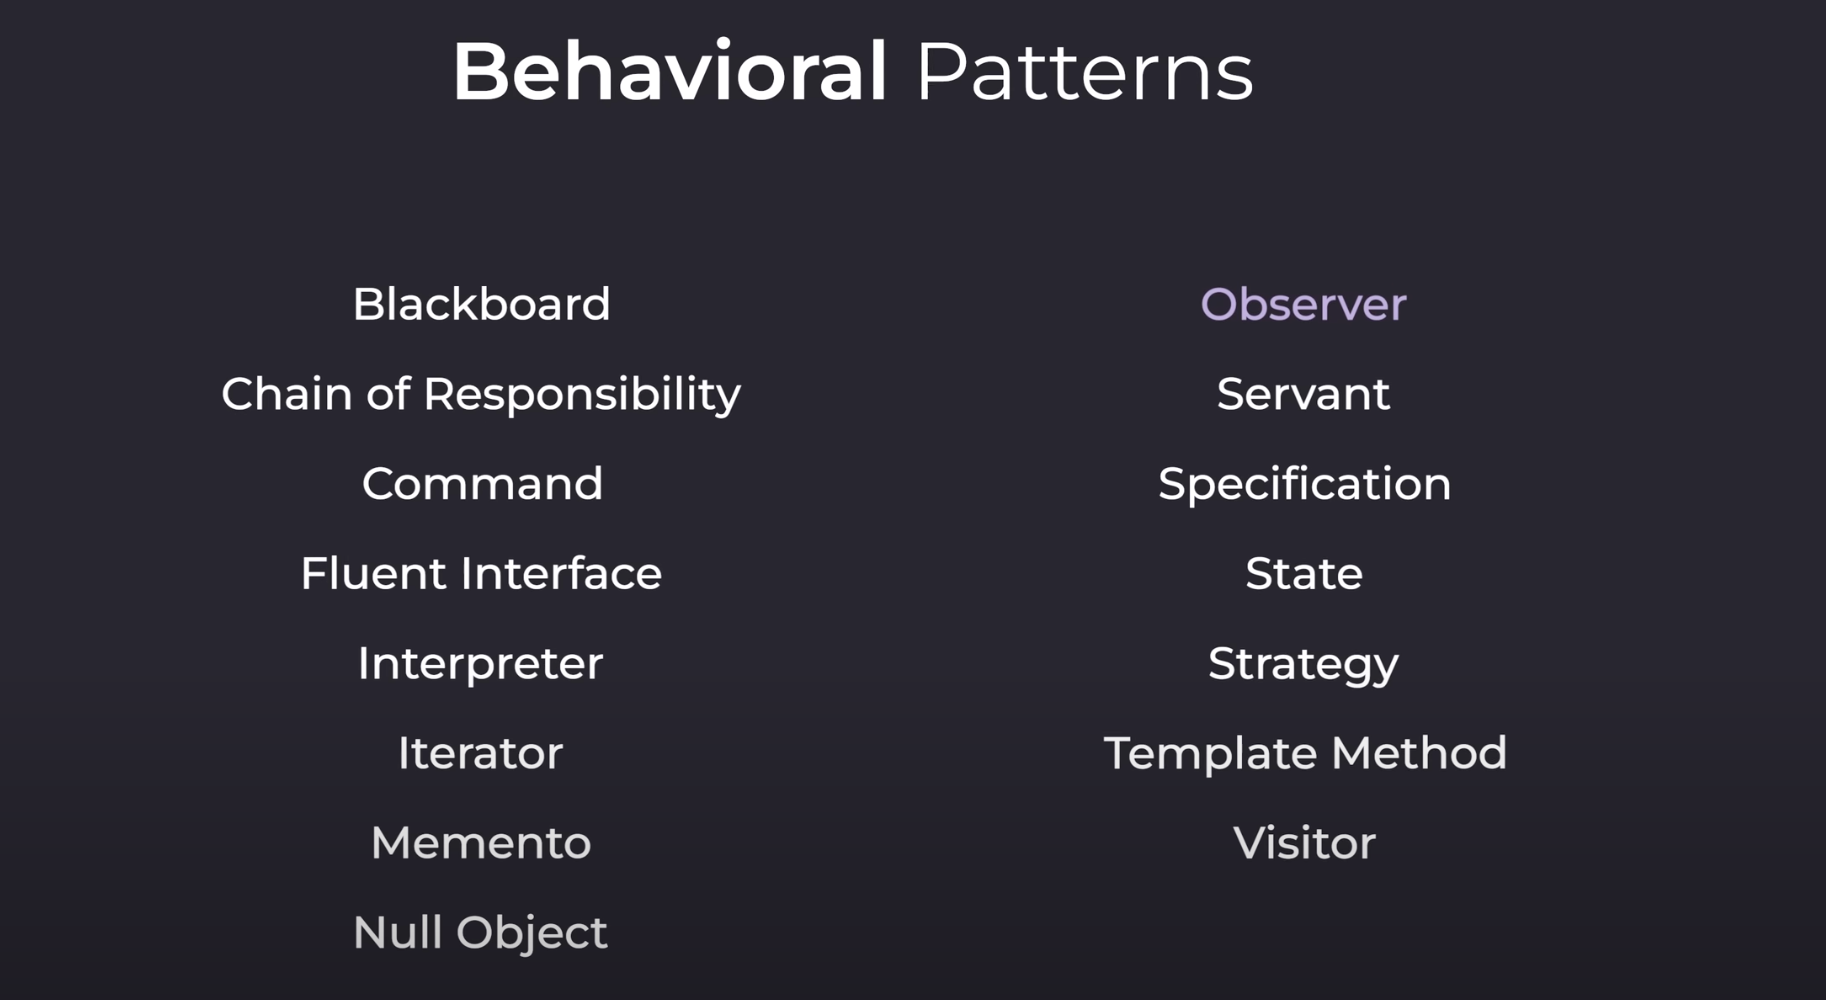 Behavioral Patterns
Blackboard
Chain of Responsibility
Command
Fluent Interface
Interpreter
Iterator
Memento
Null Object
Observer
Servant
Specification
State
Strategy
Template Method
Visitor